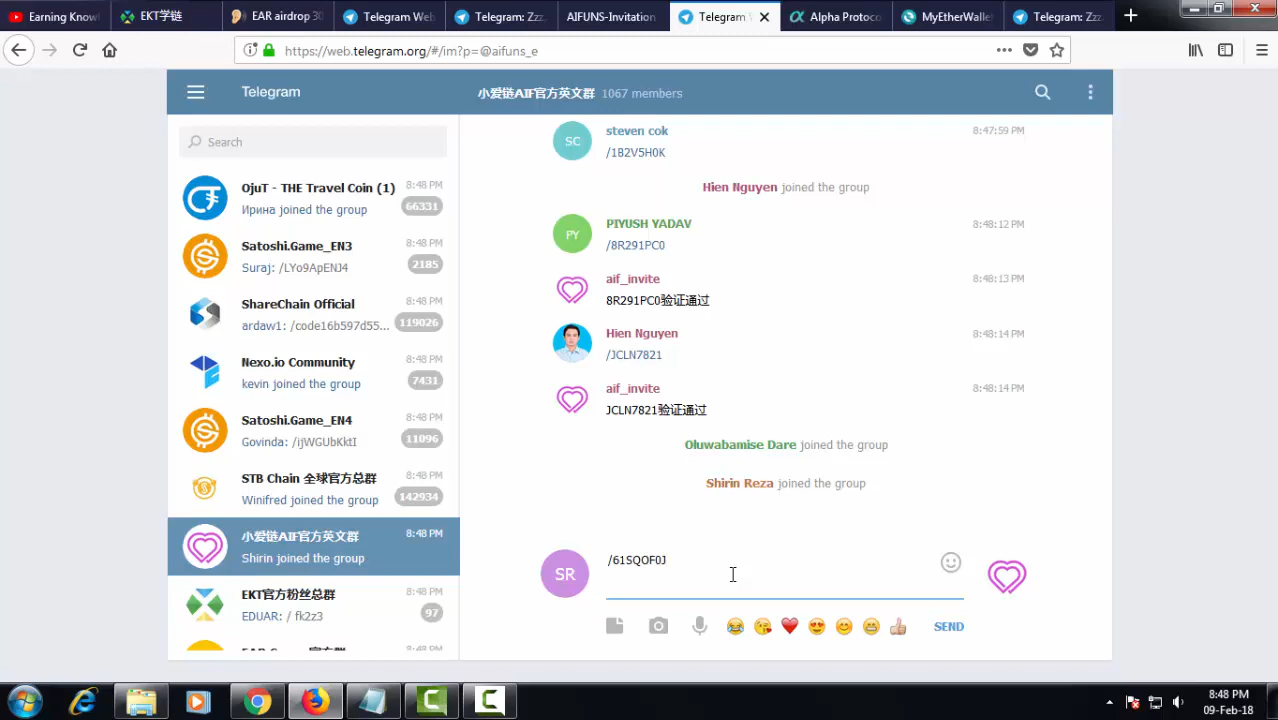 Earning Know
EKT学链
EAR airdrop 30
Telegram Web
Telegram: Zzz
AIFUNS-Invitation
Telegram W
Alpha Protoco
MyEtherWalle
Telegram: Zzz
https://web.telegram.org/#/im?p=@aifuns_e
Telegram
小爱链AIF官方英文群 1067 members
Search
OjuT - THE Travel Coin (1) 8:48 PM
Ирина joined the group 66331
Satoshi.Game_EN3 8:48 PM
Suraj: /LYo9ApENJ4 2185
ShareChain Official 8:48 PM
ardaw1: /code16b597d55... 119026
Nexo.io Community 8:48 PM
kevin joined the group 7431
Satoshi.Game_EN4 8:48 PM
Govinda: /ijWGUbKktI 11096
STB Chain 全球官方总群 8:48 PM
Winifred joined the group 142934
小爱链AIF官方英文群 8:48 PM
Shirin joined the group
EKT官方粉丝总群 8:48 PM
EDUAR: / fk2z3 97
8:48 PM
SC
steven cok 8:47:59 PM
/1B2V5H0K
Hien Nguyen joined the group
PY
PIYUSH YADAV 8:48:12 PM
/8R291PC0
aif_invite 8:48:13 PM
8R291PC0验证通过
Hien Nguyen 8:48:14 PM
/JCLN7821
aif_invite 8:48:14 PM
JCLN7821验证通过
Oluwabamise Dare joined the group
Shirin Reza joined the group
SR
/61SQOF0J
SEND
8:48 PM
09-Feb-18